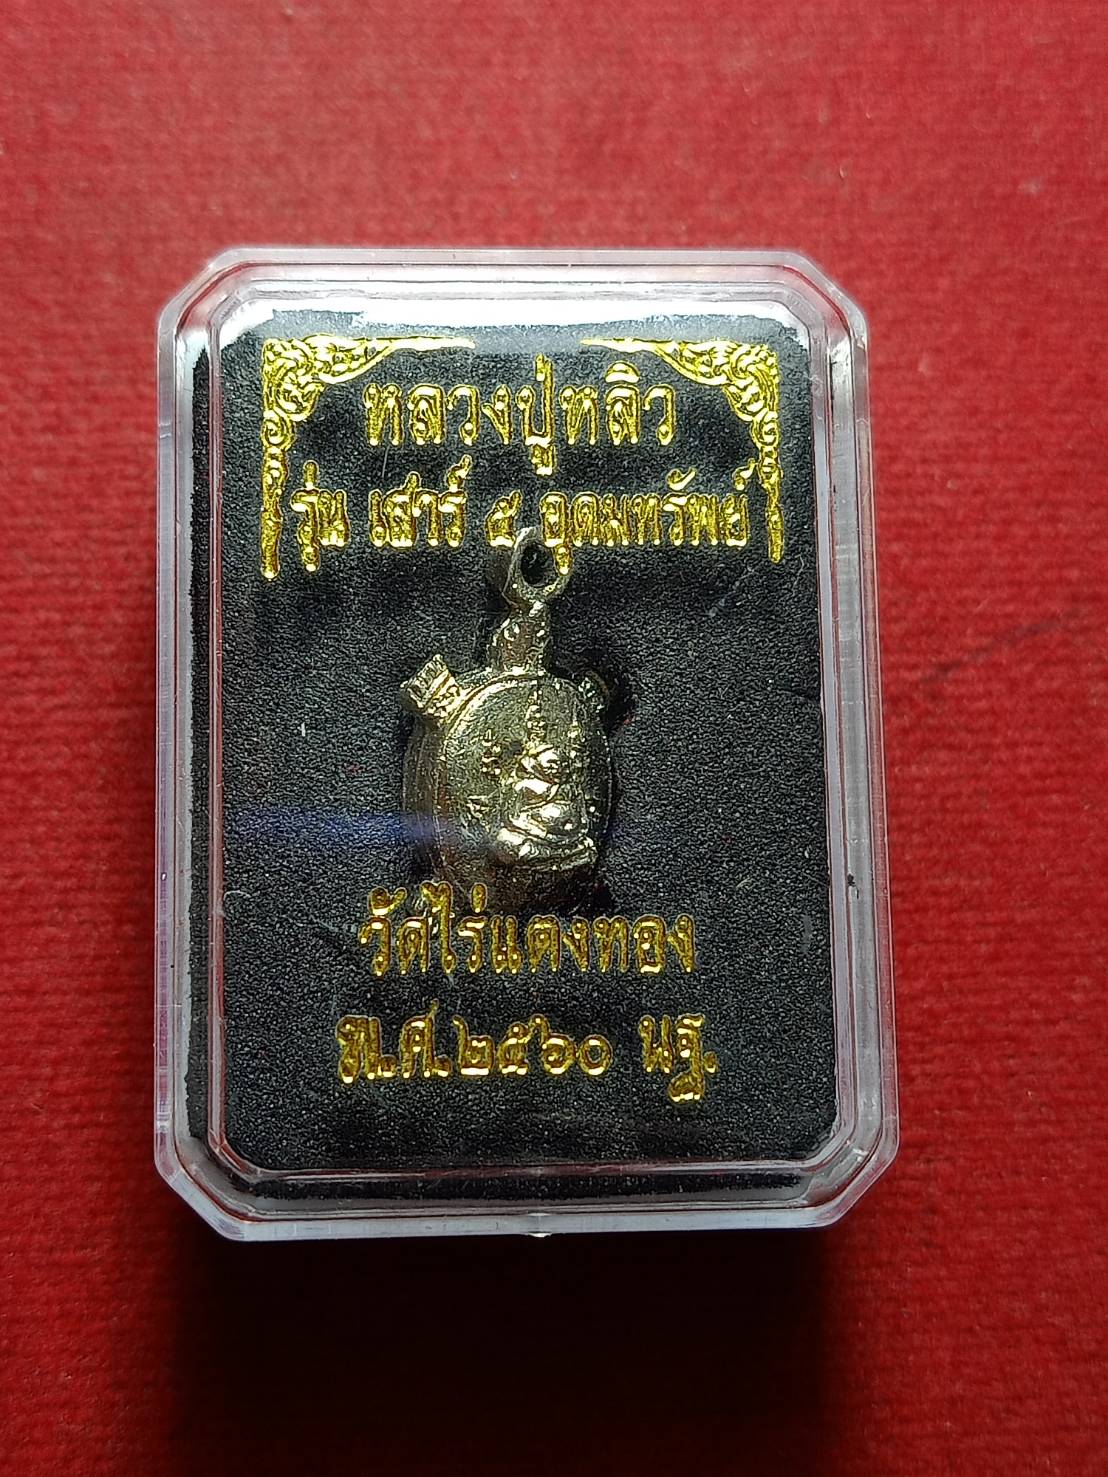 หลวงปู่หลิว
รุ่น เสาร์ ๕ อุดมทรัพย์
วัดไร่แตงทอง
พ.ศ.๒๕๖๐ นฐ.